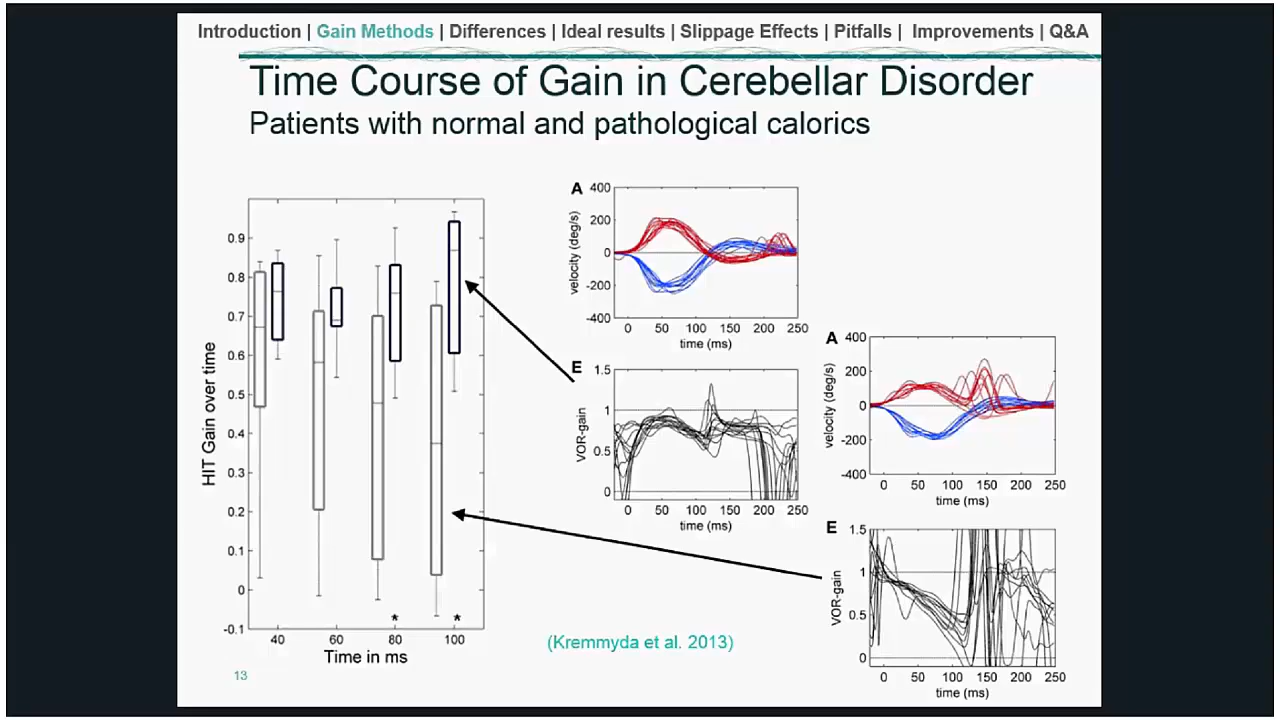 Introduction | Gain Methods | Differences | Ideal results | Slippage Effects | Pitfalls | Improvements | Q&A
Time Course of Gain in Cerebellar Disorder
Patients with normal and pathological calorics
HIT Gain over time
0.9
0.8
0.7
0.6
0.5
0.4
0.3
0.2
0.1
0
-0.1
* *
40 60 80 100
Time in ms
A
velocity (deg/s)
400
200
0
-200
-400
0 50 100 150 200 250
time (ms)
E
VOR-gain
1.5
1
0.5
0
0 50 100 150 200 250
time (ms)
A
velocity (deg/s)
400
200
0
-200
-400
0 50 100 150 200 250
time (ms)
E
VOR-gain
1.5
1
0.5
0
0 50 100 150 200 250
time (ms)
(Kremmyda et al. 2013)
13